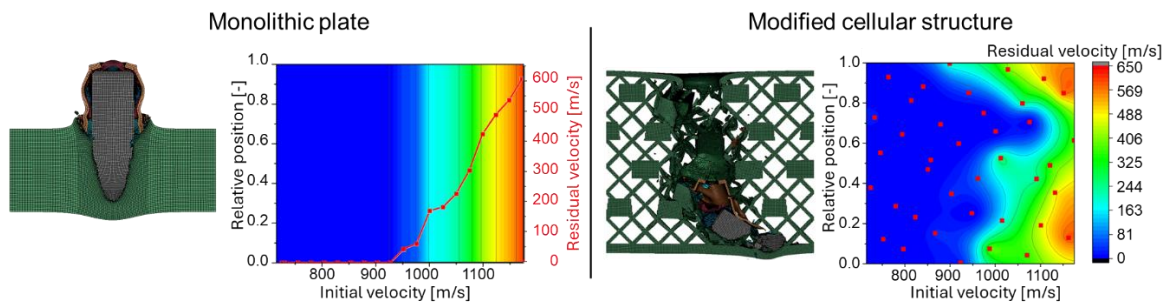 Monolithic plate
Relative position [-]
1.0
0.8
0.6
0.4
0.2
0.0
800 900 1000 1100
Initial velocity [m/s]
600
500
400
300
200
100
0
Residual velocity [m/s]
Modified cellular structure
Relative position [-]
1.0
0.8
0.6
0.4
0.2
0.0
800 900 1000 1100
Initial velocity [m/s]
Residual velocity [m/s]
650
569
488
406
325
244
163
81
0